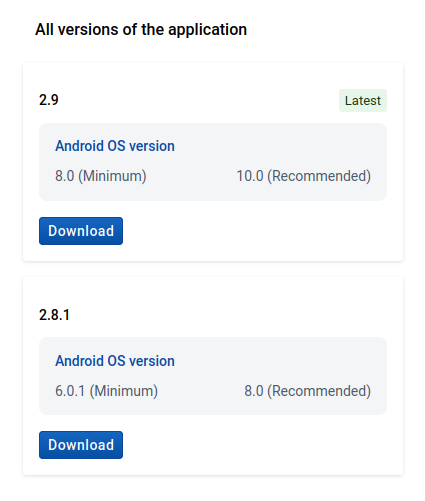 All versions of the application
2.9 Latest
Android OS version
8.0 (Minimum) 10.0 (Recommended)
Download
2.8.1
Android OS version
6.0.1 (Minimum) 8.0 (Recommended)
Download